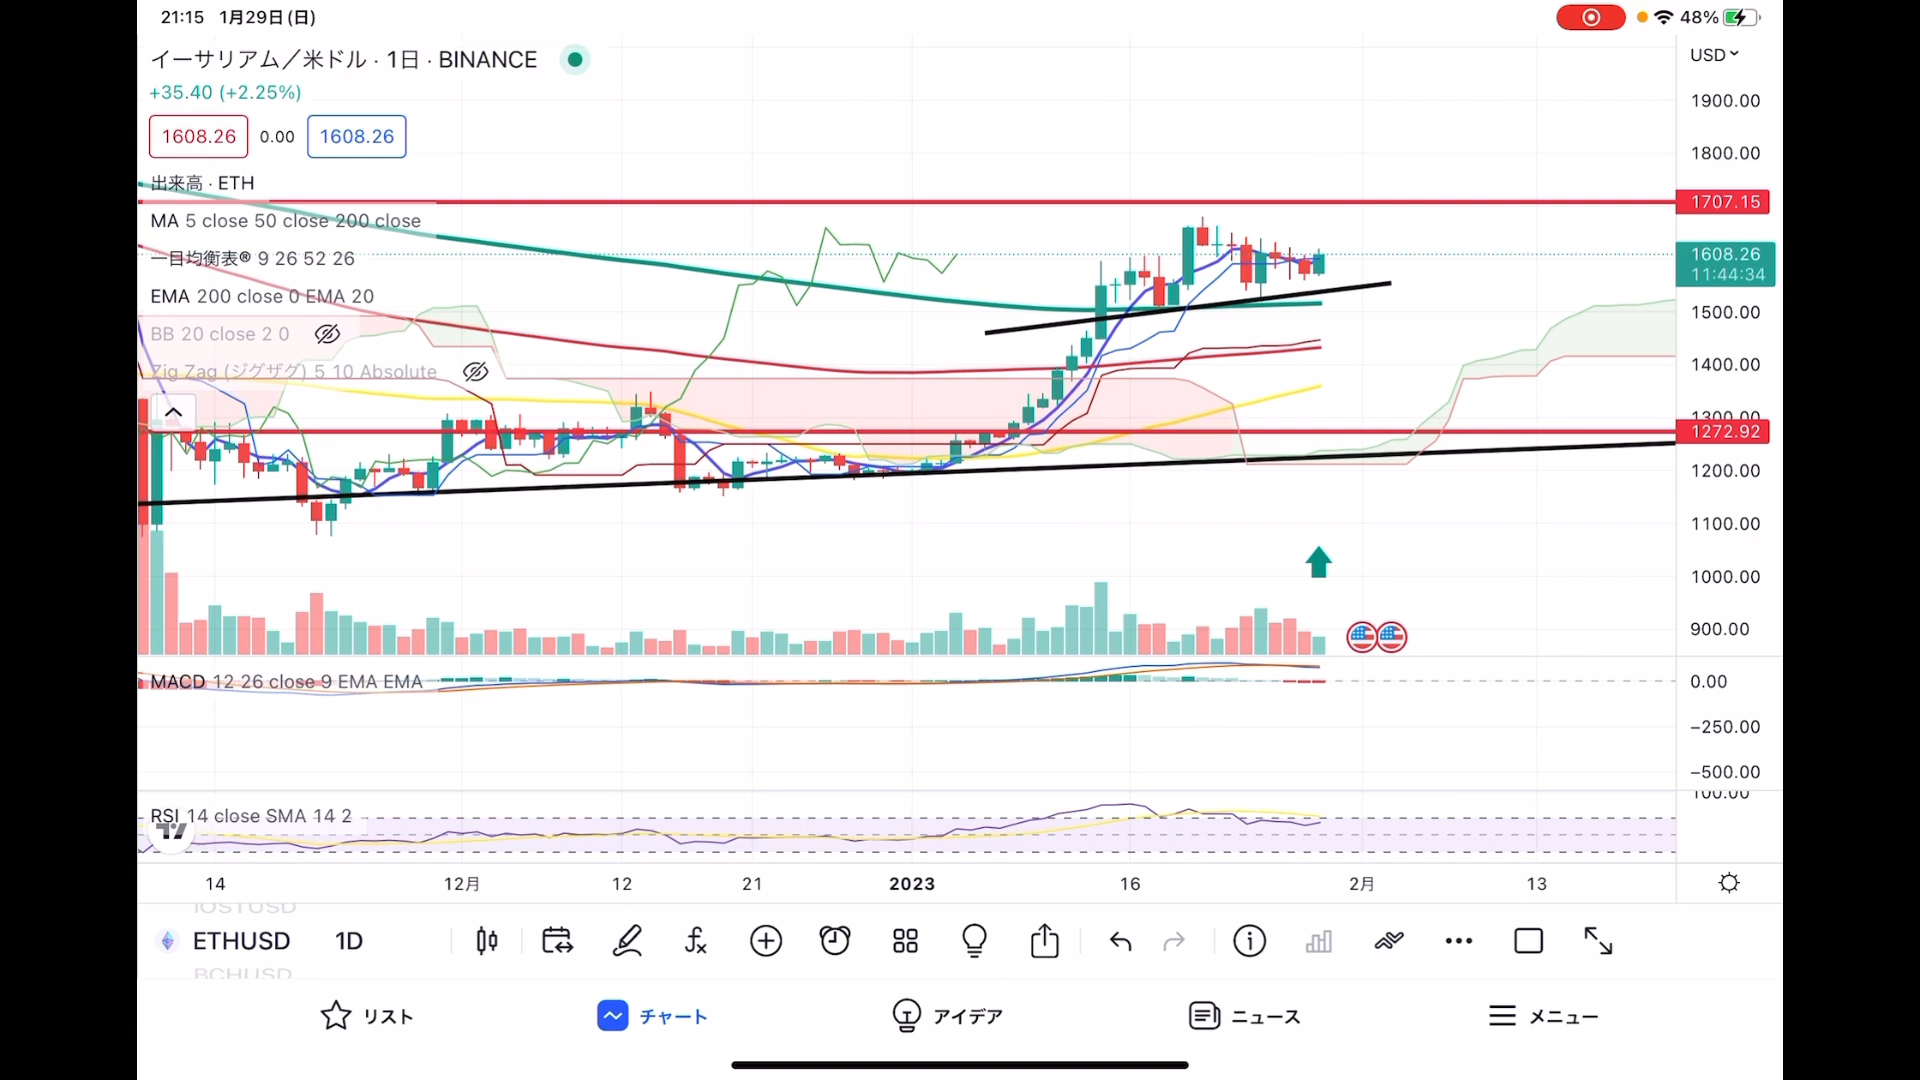 21:15 1月29日(日)
48%
イーサリアム／米ドル · 1日 · BINANCE
USD
+35.40 (+2.25%)
1608.26 0.00 1608.26
出来高 · ETH
MA 5 close 50 close 200 close
一目均衡表® 9 26 52 26
EMA 200 close 0 EMA 20
BB 20 close 2 0
Zig Zag (ジグザグ) 5 10 Absolute
1900.00
1800.00
1707.15
1608.26
11:44:34
1500.00
1400.00
1300.00
1272.92
1200.00
1100.00
1000.00
900.00
MACD 12 26 close 9 EMA EMA
0.00
−250.00
−500.00
100.00
RSI 14 close SMA 14 2
14 12月 12 21 2023 16 2月 13
IOSTUSD
ETHUSD 1D
BCHUSD
リスト チャート アイデア ニュース メニュー